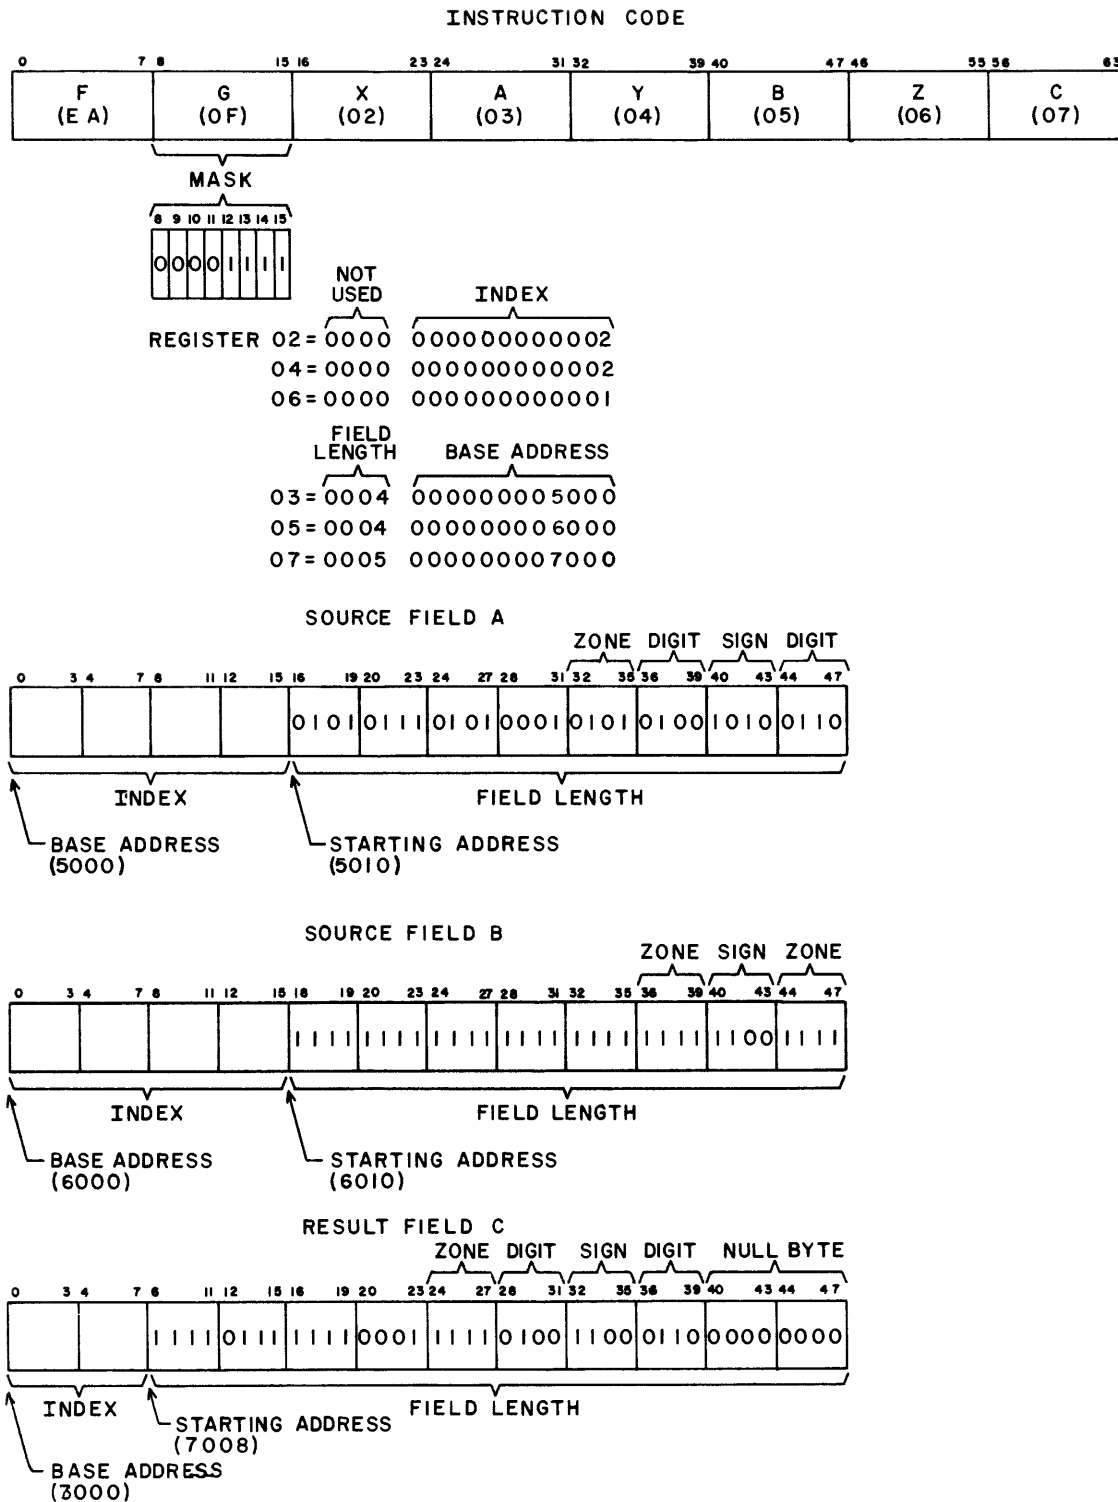 INSTRUCTION CODE
0 7 8 15 16 23 24 31 32 39 40 47 48 55 56 63
F G X A Y B Z C
(EA) (0F) (02) (03) (04) (05) (06) (07)
MASK
8 9 10 11 12 13 14 15
0 0 0 0 1 1 1 1
NOT USED INDEX
REGISTER 02 = 0000 000000000002
04 = 0000 000000000002
06 = 0000 000000000001
FIELD LENGTH BASE ADDRESS
03 = 0004 000000005000
05 = 0004 000000006000
07 = 0005 000000007000
SOURCE FIELD A
ZONE DIGIT SIGN DIGIT
0 3 4 7 8 11 12 15 16 19 20 23 24 27 28 31 32 35 36 39 40 43 44 47
0101 0111 0101 0001 0101 0100 1010 0110
INDEX FIELD LENGTH
BASE ADDRESS STARTING ADDRESS
(5000) (5010)
SOURCE FIELD B
ZONE SIGN ZONE
0 3 4 7 8 11 12 15 16 19 20 23 24 27 28 31 32 35 36 39 40 43 44 47
1111 1111 1111 1111 1111 1111 1100 1111
INDEX FIELD LENGTH
BASE ADDRESS STARTING ADDRESS
(6000) (6010)
RESULT FIELD C
ZONE DIGIT SIGN DIGIT NULL BYTE
0 3 4 7 8 11 12 15 16 19 20 23 24 27 28 31 32 35 36 39 40 43 44 47
1111 0111 1111 0001 1111 0100 1100 0110 0000 0000
INDEX FIELD LENGTH
STARTING ADDRESS
(7008)
BASE ADDRESS
(3000)